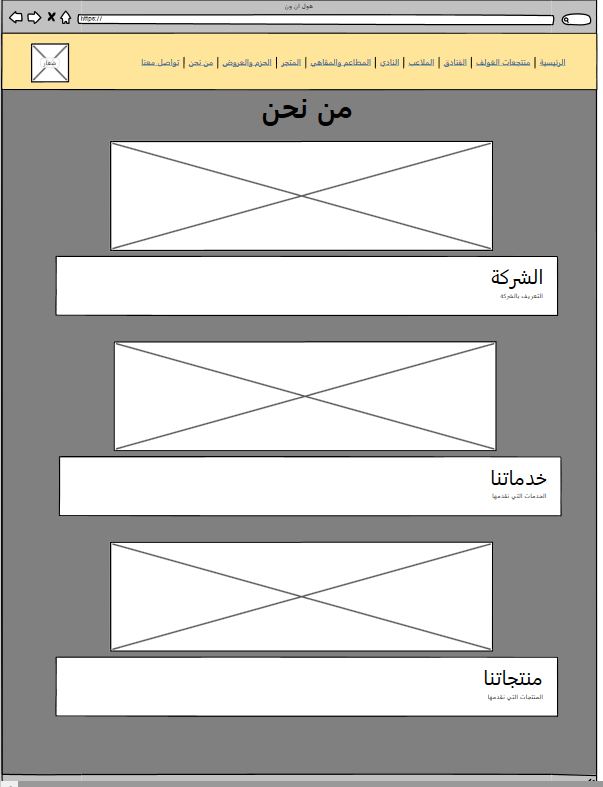 هول ان ون
https://
الرئيسية | منتجعات الغولف | الفنادق | الملاعب | النادي | المطاعم والمقاهي | المتجر | الحزم والعروض | من نحن | تواصل معنا
شعار
من نحن
الشركة
التعريف بالشركة
خدماتنا
الخدمات التي نقدمها
منتجاتنا
المنتجات التي نقدمها